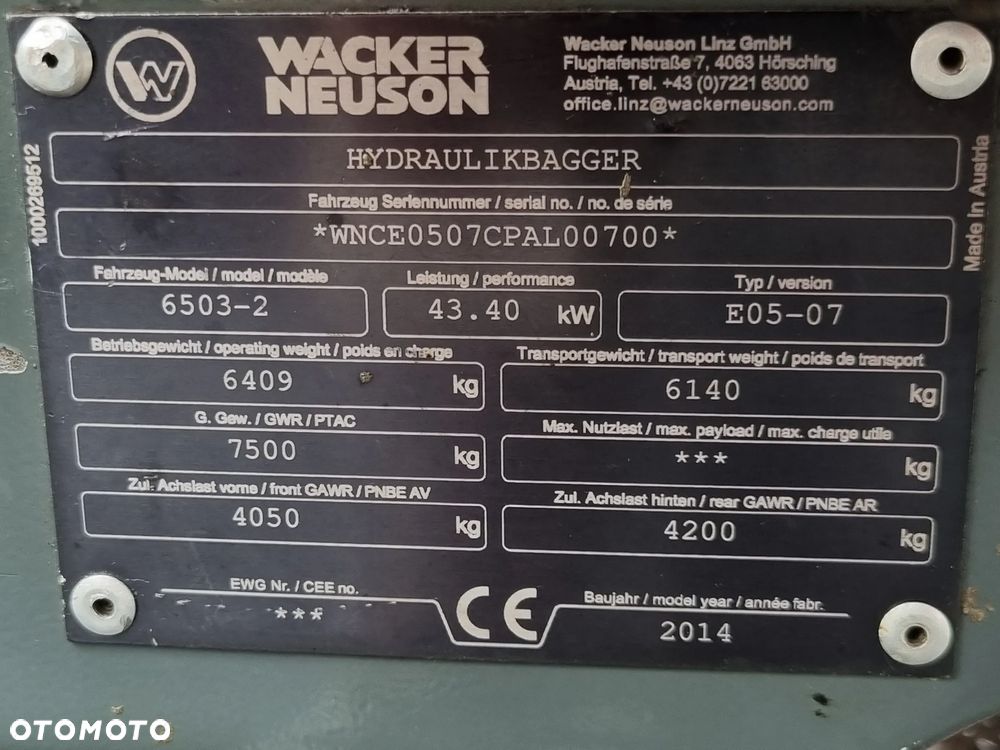 WACKER
NEUSON
Wacker Neuson Linz GmbH
Flughafenstraße 7, 4063 Hörsching
Austria, Tel. +43 (0)7221 63000
office.linz@wackerneuson.com
1000269512
HYDRAULIKBAGGER
Made in Austria
Fahrzeug Seriennummer / serial no. / no. de série
*WNCE0507CPAL00700*
Fahrzeug-Model / model / modèle
6503-2
Leistung / performance
43.40 kW
Typ / version
E05-07
Betriebsgewicht / operating weight / poids en charge
6409 kg
Transportgewicht / transport weight / poids de transport
6140 kg
G. Gew. / GWR / PTAC
7500 kg
Max. Nutzlast / max. payload / max. charge utile
*** kg
Zul. Achslast vorne / front GAWR / PNBE AV
4050 kg
Zul. Achslast hinten / rear GAWR / PNBE AR
4200 kg
EWG Nr. / CEE no.
***
CE
Baujahr / model year / année fabr.
2014
OTOMOTO